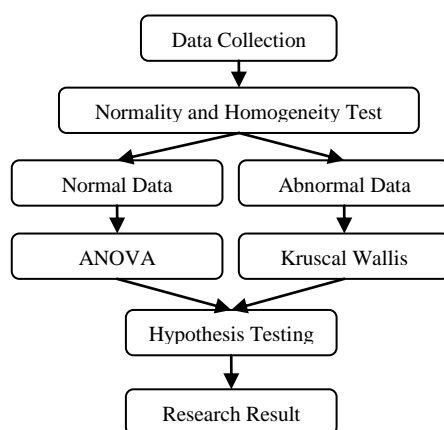 Data Collection
Normality and Homogeneity Test
Normal Data
Abnormal Data
ANOVA
Kruscal Wallis
Hypothesis Testing
Research Result